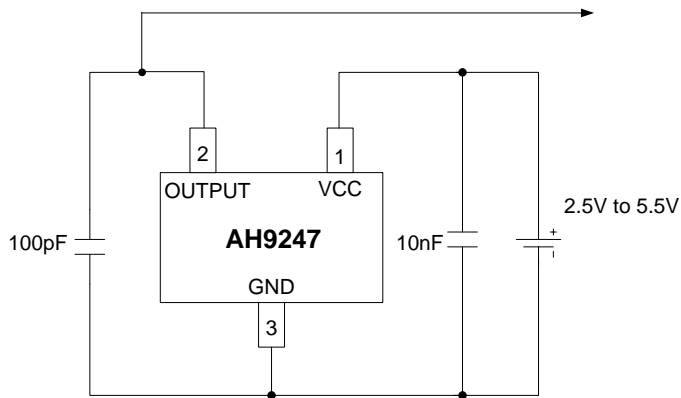 2
1
OUTPUT
VCC
2.5V to 5.5V
+
-
100pF
AH9247
10nF
GND
3